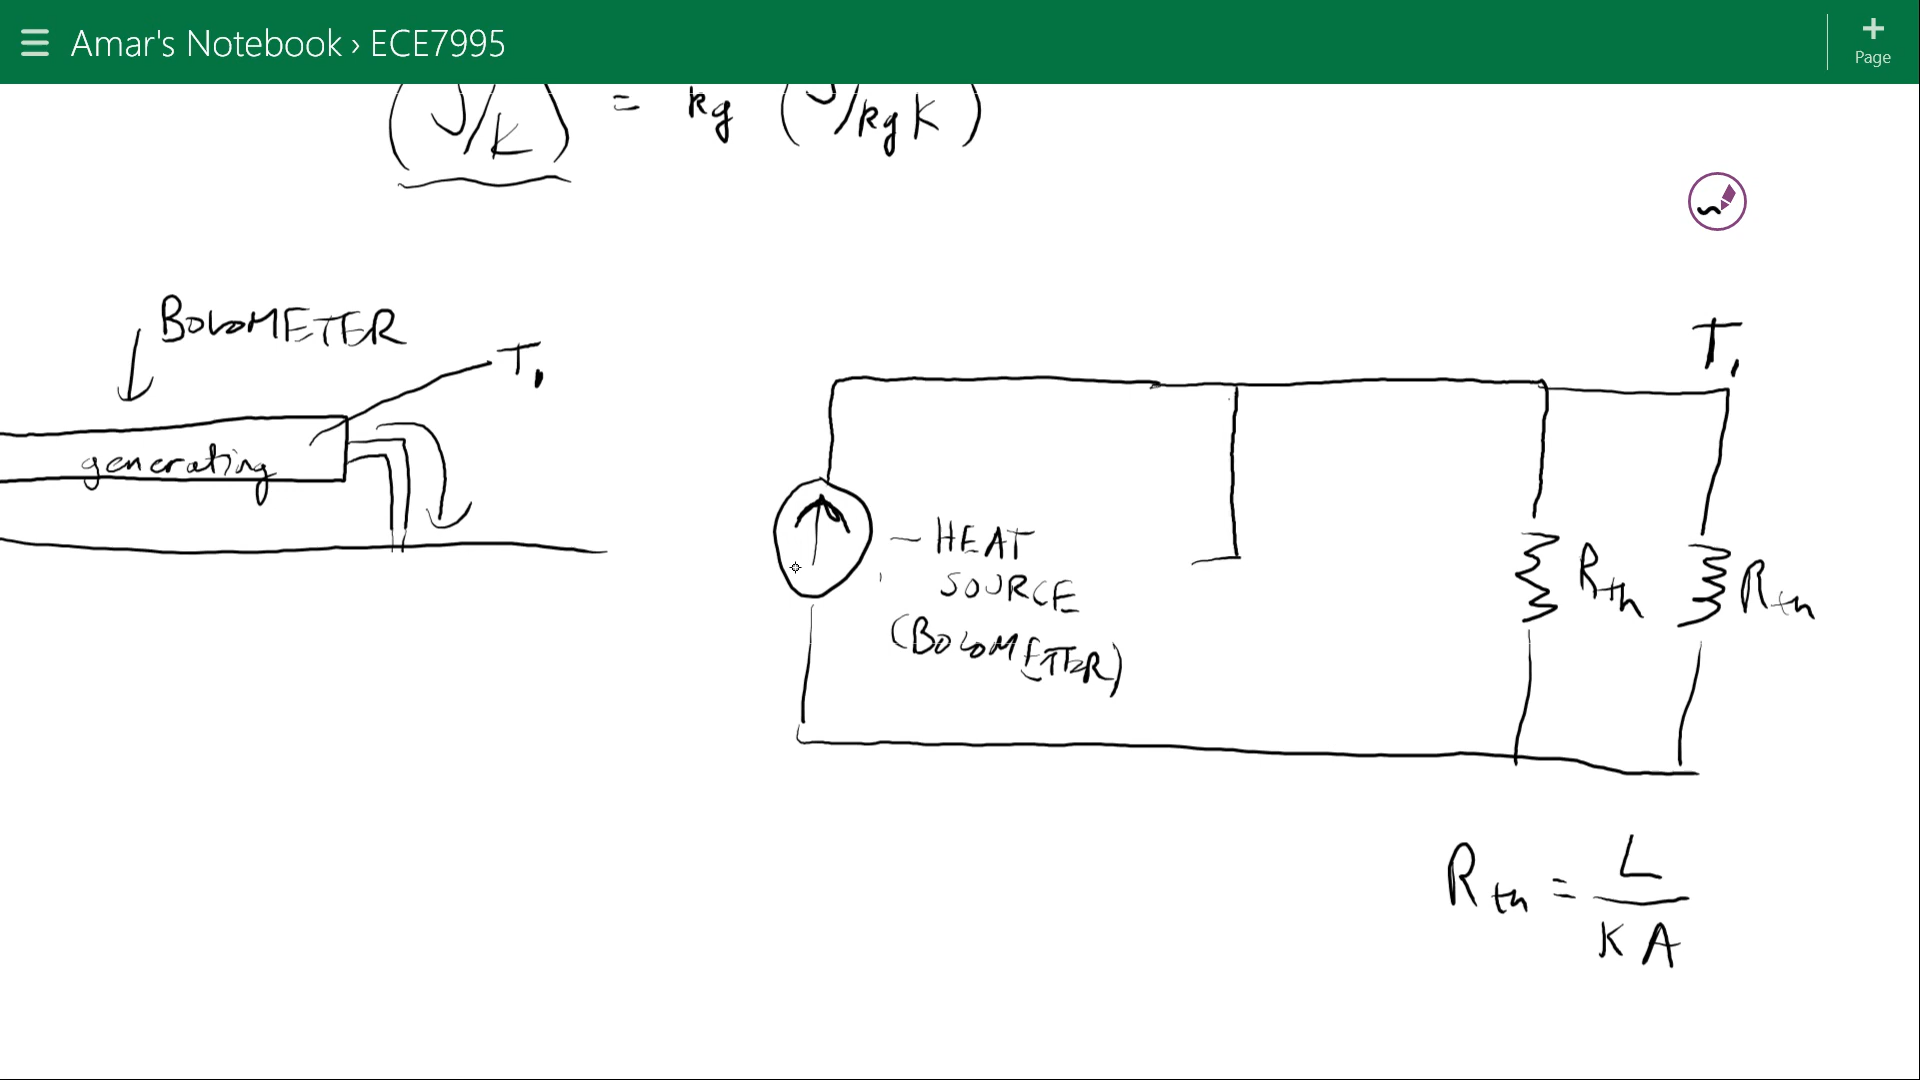 Amar's Notebook › ECE7995
Page
(J/K) = kg (J/kg K)
BOLOMETER
T1
generating
T1
- HEAT
SOURCE
(BOLOMETER)
Rth
Rth
Rth = L
KA